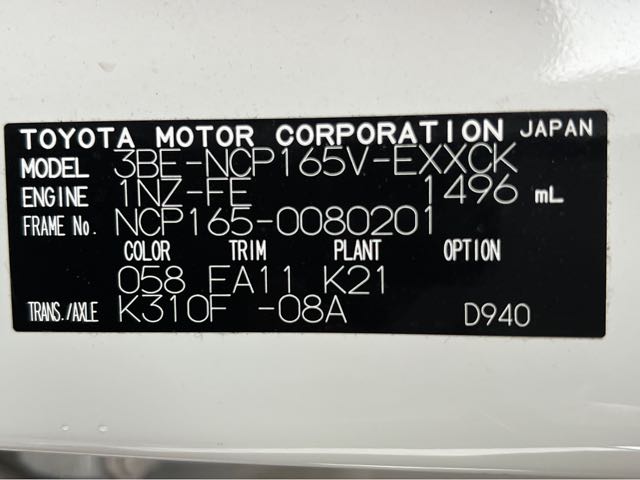 TOYOTA MOTOR CORPORATION JAPAN
MODEL 3BE-NCP165V-EXXCK
ENGINE 1NZ-FE 1496 mL
FRAME No. NCP165-0080201
COLOR TRIM PLANT OPTION
058 FA11 K21
TRANS./AXLE K310F -08A D940